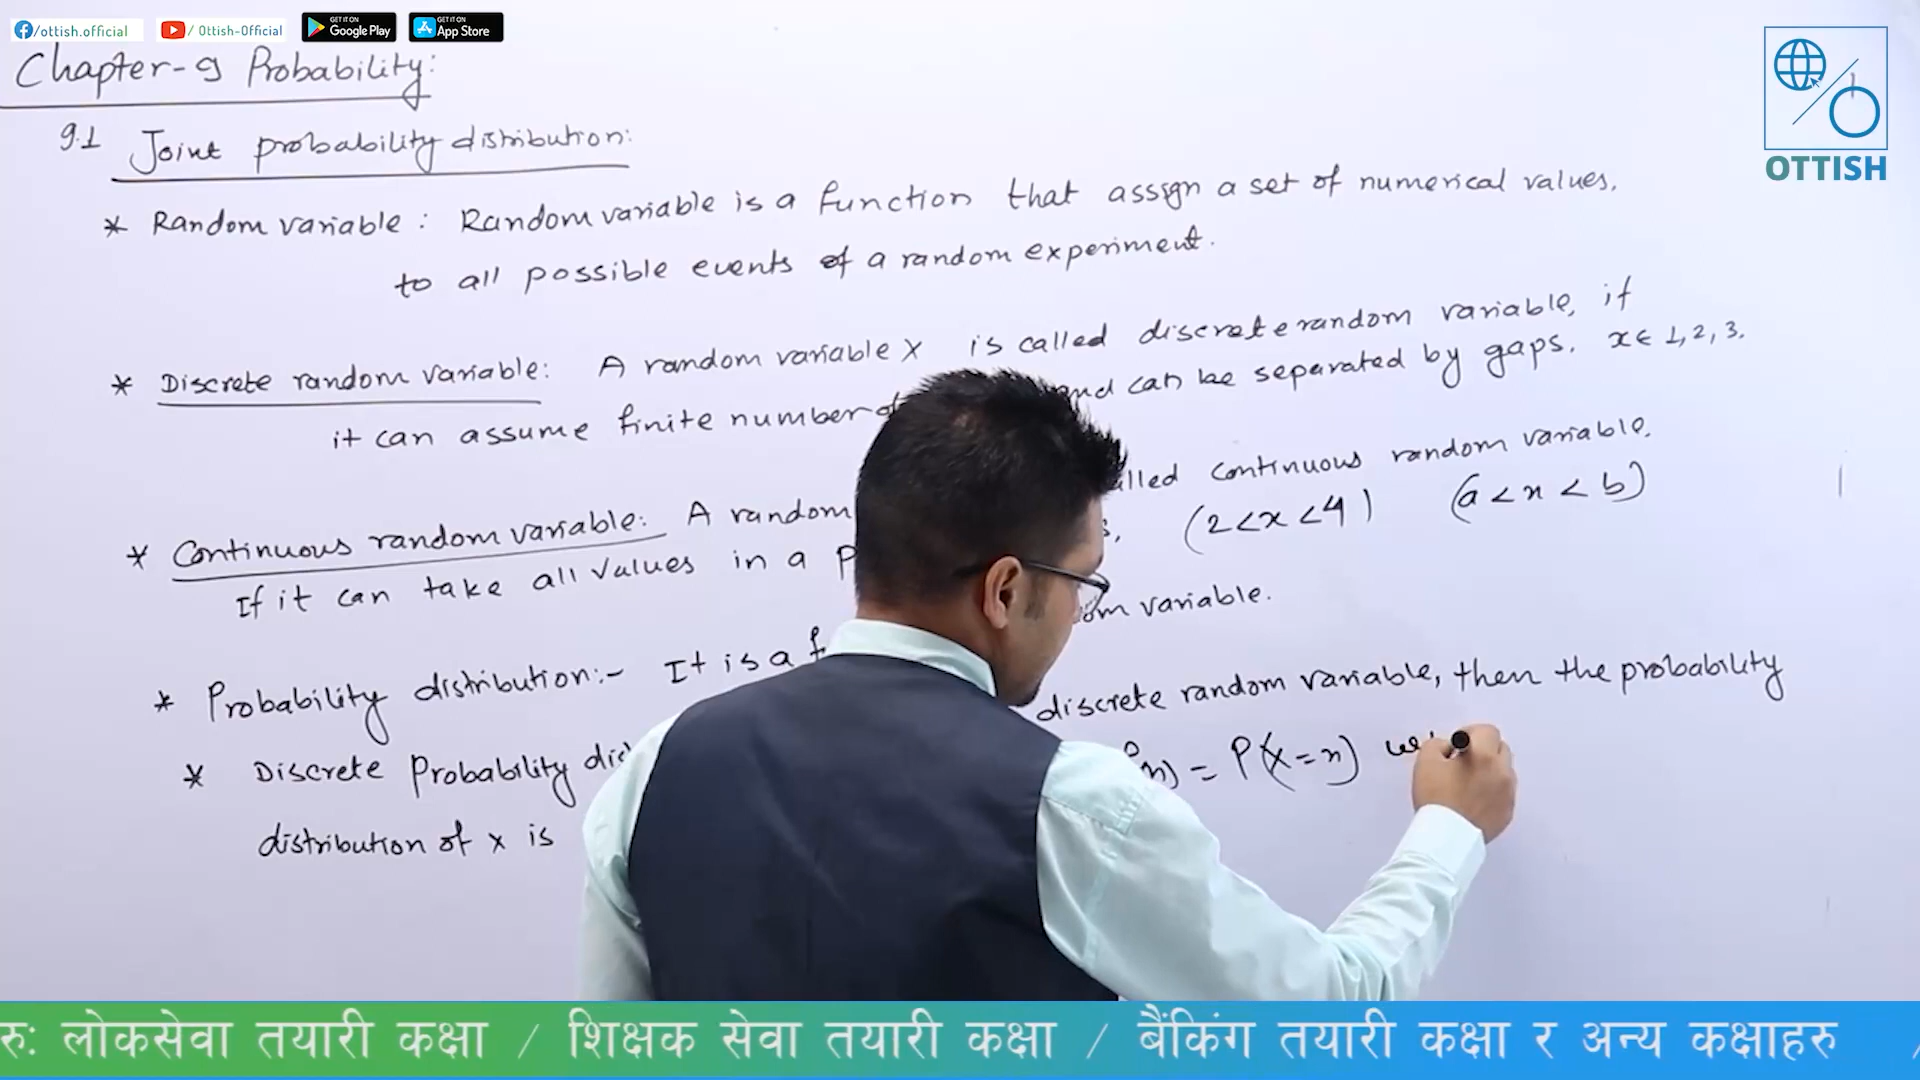 /ottish.official
/ Ottish-Official
GET IT ON
Google Play
GET IT ON
App Store
OTTISH
Chapter-9 Probability:
9.1 Joint probability distribution:
* Random variable : Random variable is a function that assign a set of numerical values,
to all possible events of a random experiment.
* Discrete random variable: A random variable X is called discrete random variable, if
it can assume finite number and can be separated by gaps. x ∈ 1, 2, 3.
* Continuous random variable: A random called continuous random variable.
If it can take all values in a (2<x<4) (a<x<b)
* Probability distribution:- It is a variable.
* Discrete Probability discrete random variable, then the probability
distribution of x is = P(X=x)
लोकसेवा तयारी कक्षा / शिक्षक सेवा तयारी कक्षा / बैंकिंग तयारी कक्षा र अन्य कक्षाहरु /